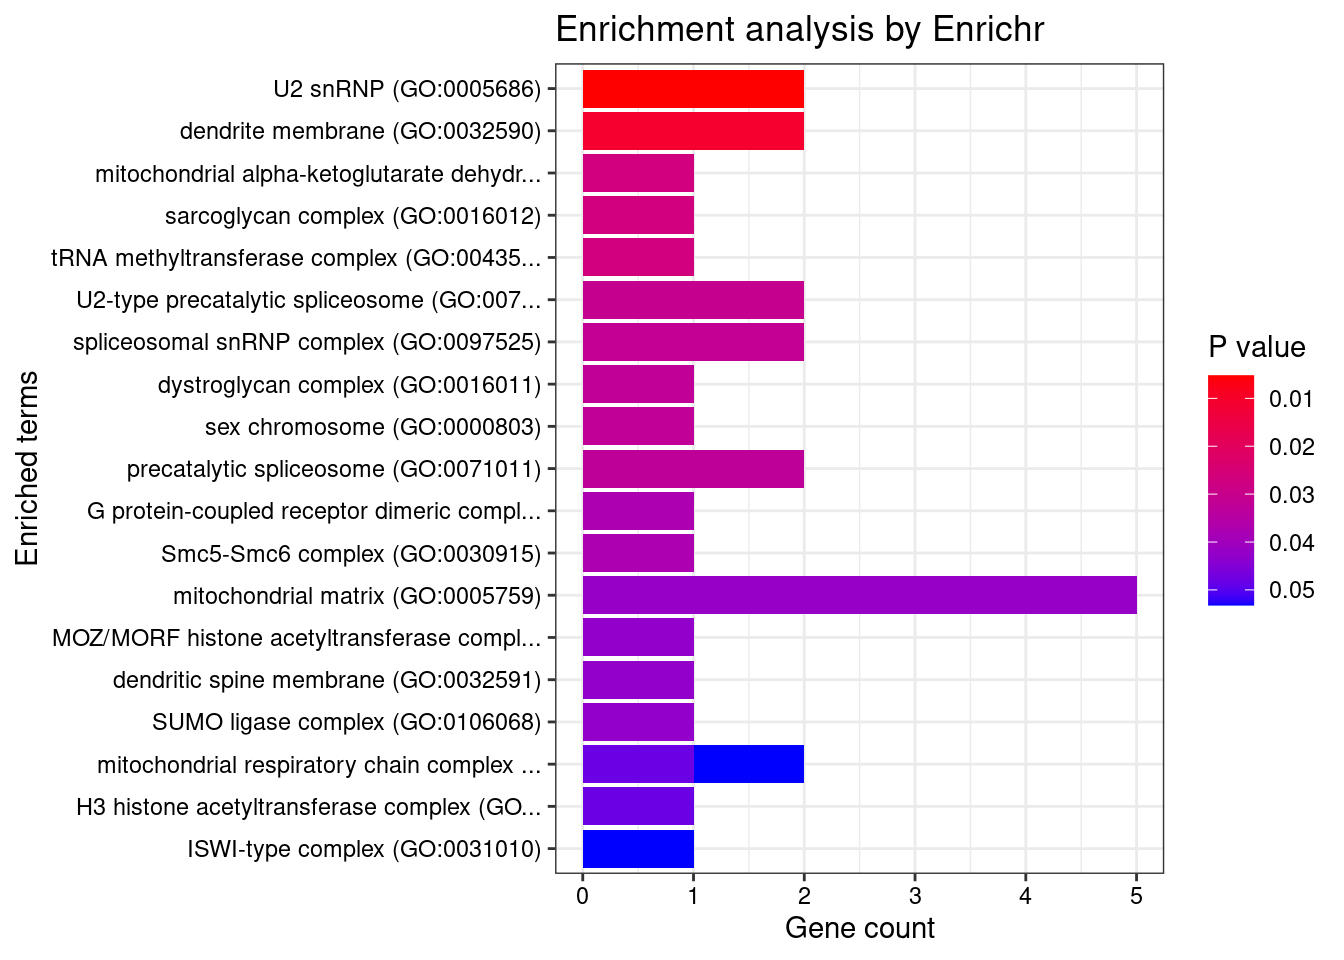 Enrichment analysis by Enrichr
U2 snRNP (GO:0005686)
dendrite membrane (GO:0032590)
mitochondrial alpha-ketoglutarate dehydr...
sarcoglycan complex (GO:0016012)
tRNA methyltransferase complex (GO:00435...
U2-type precatalytic spliceosome (GO:007...
spliceosomal snRNP complex (GO:0097525)
dystroglycan complex (GO:0016011)
sex chromosome (GO:0000803)
precatalytic spliceosome (GO:0071011)
G protein-coupled receptor dimeric compl...
Smc5-Smc6 complex (GO:0030915)
mitochondrial matrix (GO:0005759)
MOZ/MORF histone acetyltransferase compl...
dendritic spine membrane (GO:0032591)
SUMO ligase complex (GO:0106068)
mitochondrial respiratory chain complex ...
H3 histone acetyltransferase complex (GO...
ISWI-type complex (GO:0031010)
Enriched terms
0 1 2 3 4 5
Gene count
P value
0.01
0.02
0.03
0.04
0.05